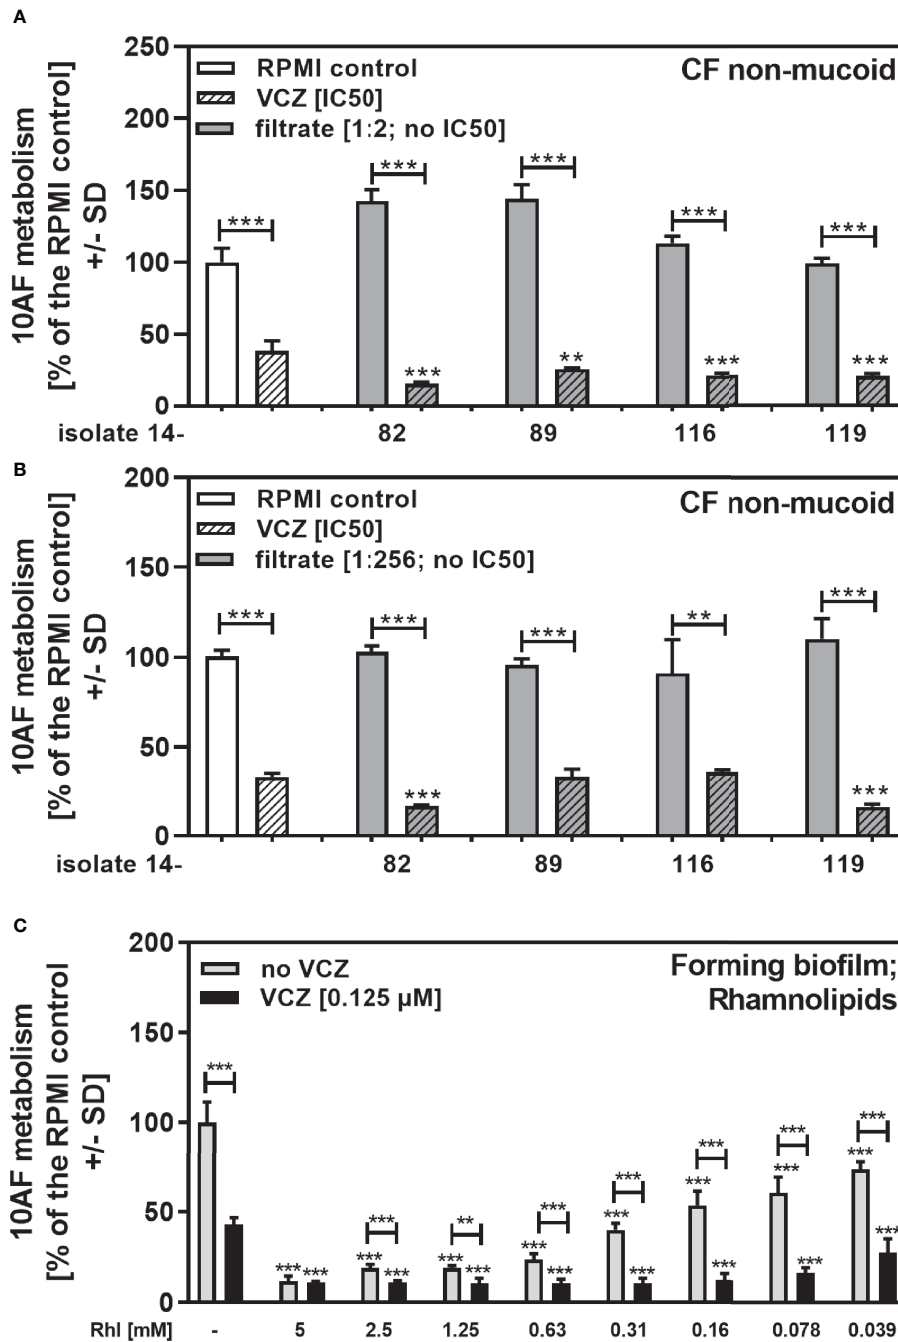 A
250
200
150
100
50
0
10AF metabolism
[% of the RPMI control]
+/- SD
RPMI control
VCZ [IC50]
filtrate [1:2; no IC50]
CF non-mucoid
***
***
***
***
***
***
**
***
***
isolate 14-
82
89
116
119
B
200
150
100
50
0
10AF metabolism
[% of the RPMI control]
+/- SD
RPMI control
VCZ [IC50]
filtrate [1:256; no IC50]
CF non-mucoid
***
***
***
**
***
***
***
isolate 14-
82
89
116
119
C
200
150
100
50
0
10AF metabolism
[% of the RPMI control
+/- SD]
no VCZ
VCZ [0.125 µM]
Forming biofilm;
Rhamnolipids
***
***
**
***
***
***
***
***
*** ***
*** ***
*** ***
*** ***
*** ***
*** ***
*** ***
*** ***
Rhl [mM]
-
5
2.5
1.25
0.63
0.31
0.16
0.078
0.039